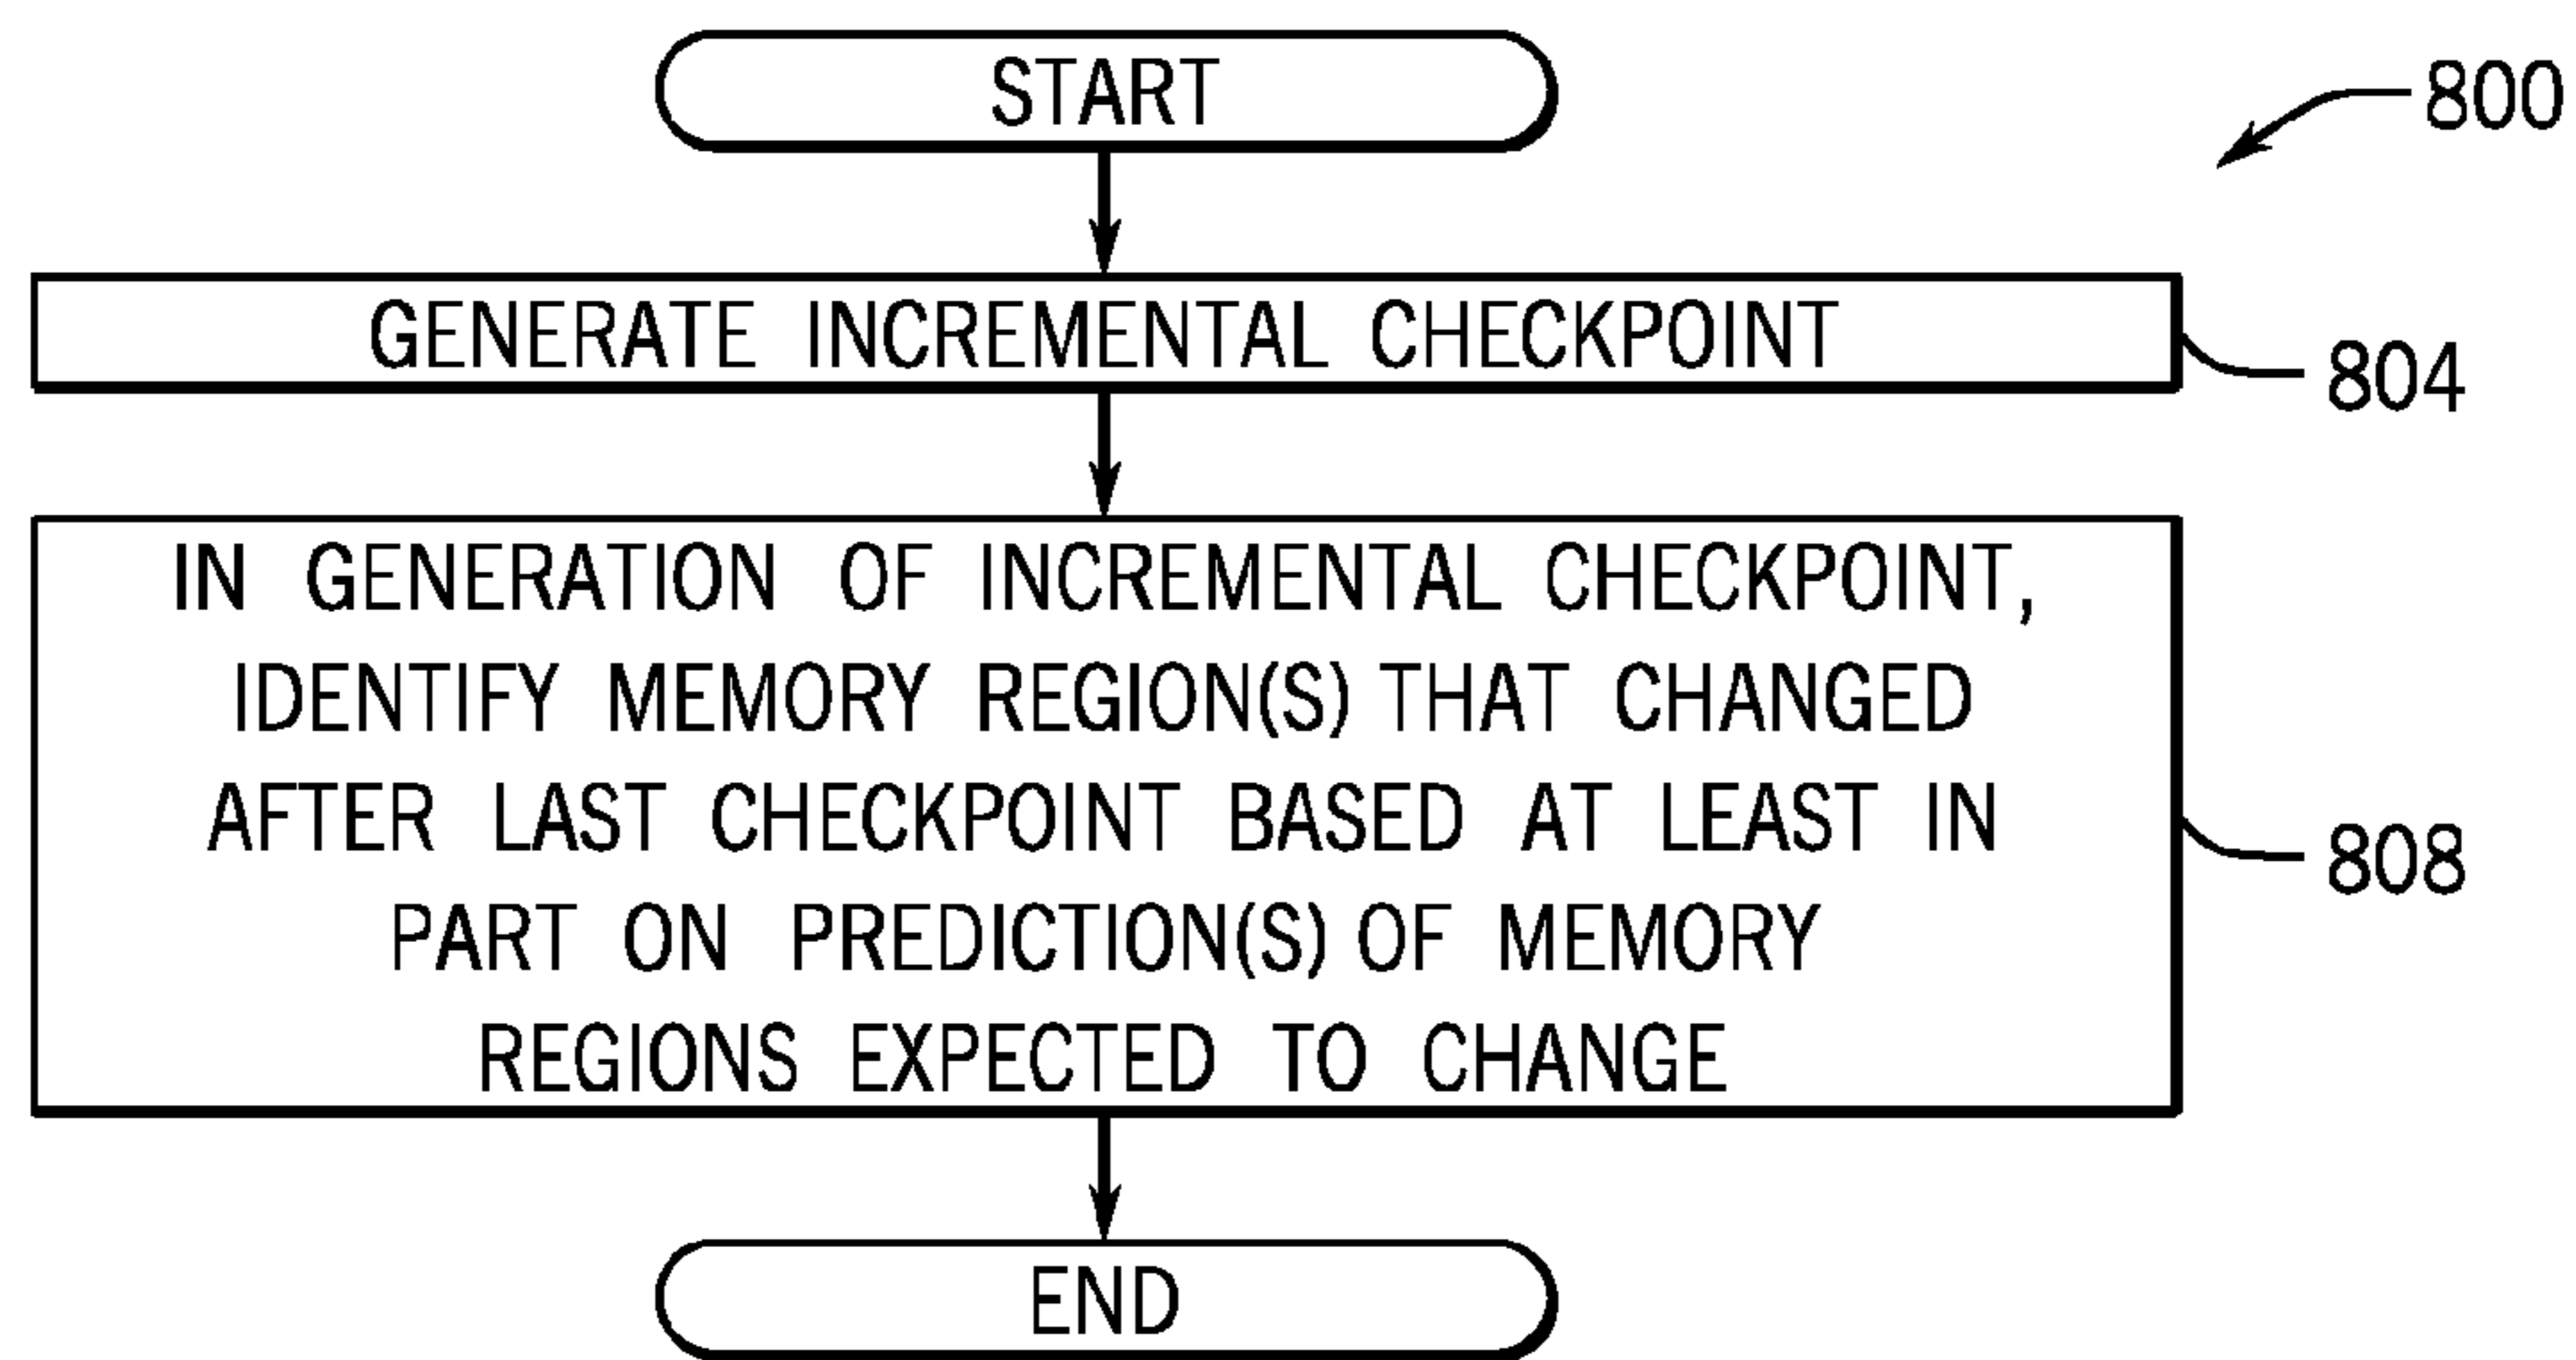 START
800
GENERATE INCREMENTAL CHECKPOINT
804
IN GENERATION OF INCREMENTAL CHECKPOINT,
IDENTIFY MEMORY REGION(S) THAT CHANGED
AFTER LAST CHECKPOINT BASED AT LEAST IN
PART ON PREDICTION(S) OF MEMORY
REGIONS EXPECTED TO CHANGE
808
END